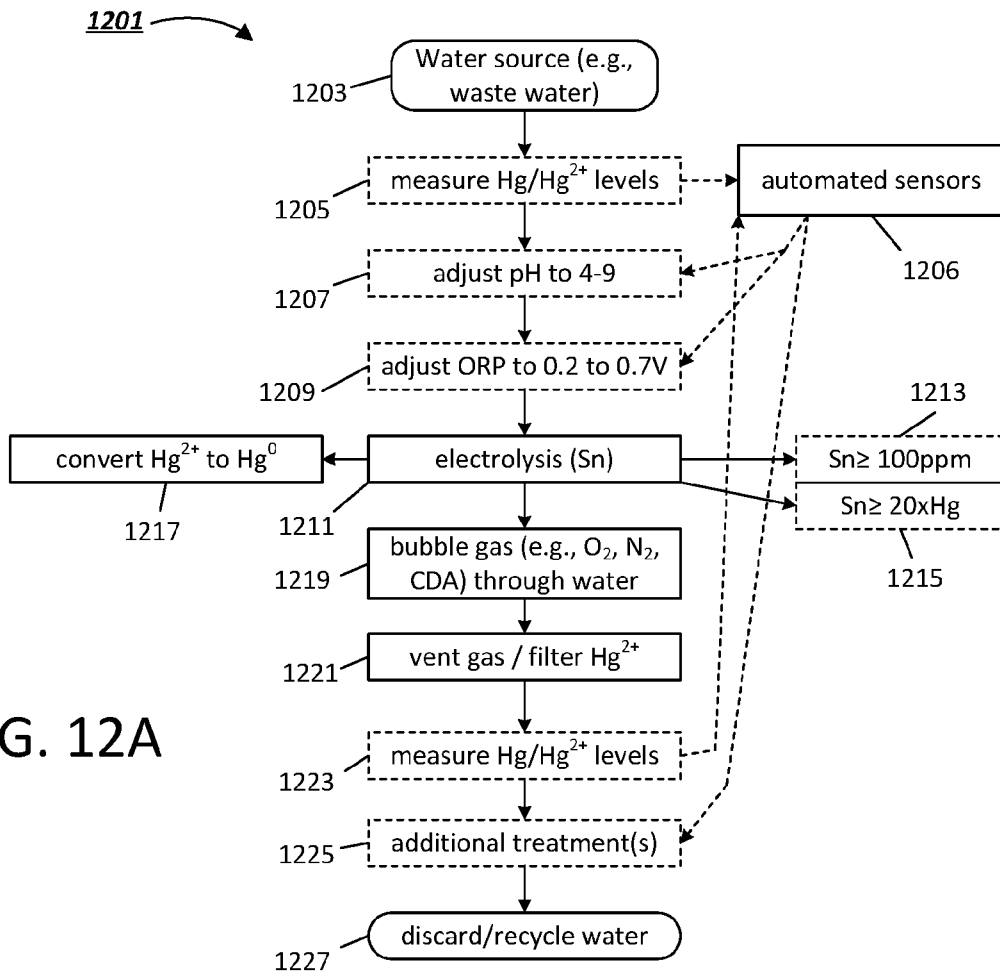 1201
Water source (e.g.,
waste water)
1203
measure Hg/Hg²⁺ levels
1205
automated sensors
1206
adjust pH to 4-9
1207
adjust ORP to 0.2 to 0.7V
1209
1213
convert Hg²⁺ to Hg⁰
electrolysis (Sn)
Sn≥ 100ppm
Sn≥ 20xHg
1217
1211
1215
bubble gas (e.g., O₂, N₂,
CDA) through water
1219
vent gas / filter Hg²⁺
1221
G. 12A
measure Hg/Hg²⁺ levels
1223
additional treatment(s)
1225
discard/recycle water
1227